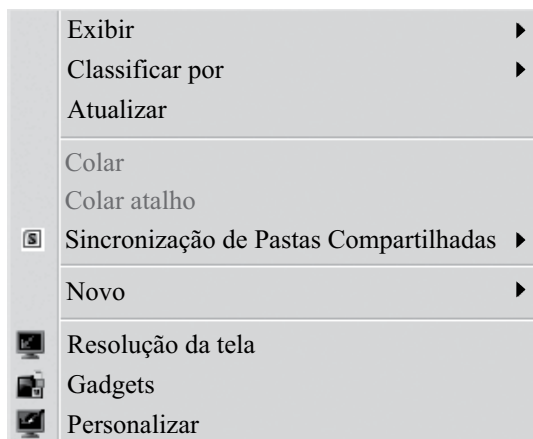 Exibir
Classificar por
Atualizar
Colar
Colar atalho
Sincronização de Pastas Compartilhadas
Novo
Resolução da tela
Gadgets
Personalizar